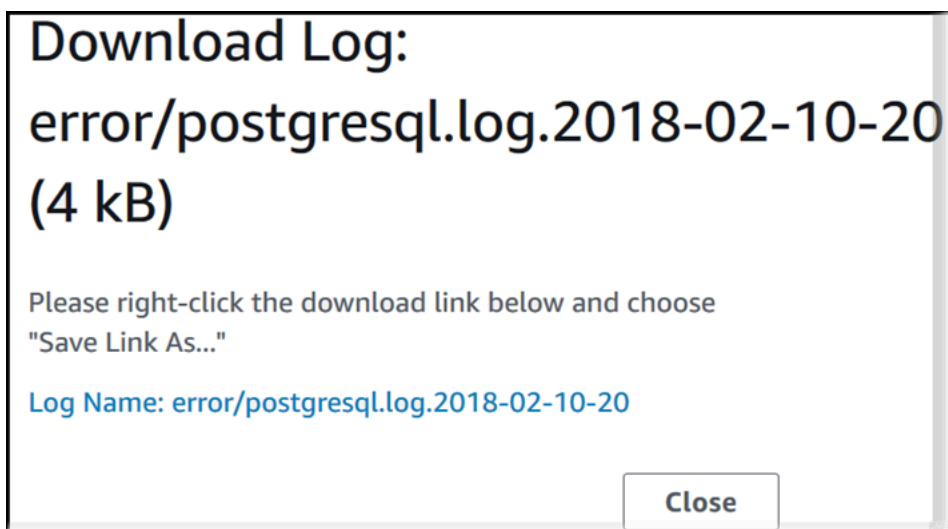 Download Log:
error/postgresql.log.2018-02-10-20
(4 kB)
Please right-click the download link below and choose
"Save Link As..."
Log Name: error/postgresql.log.2018-02-10-20
Close